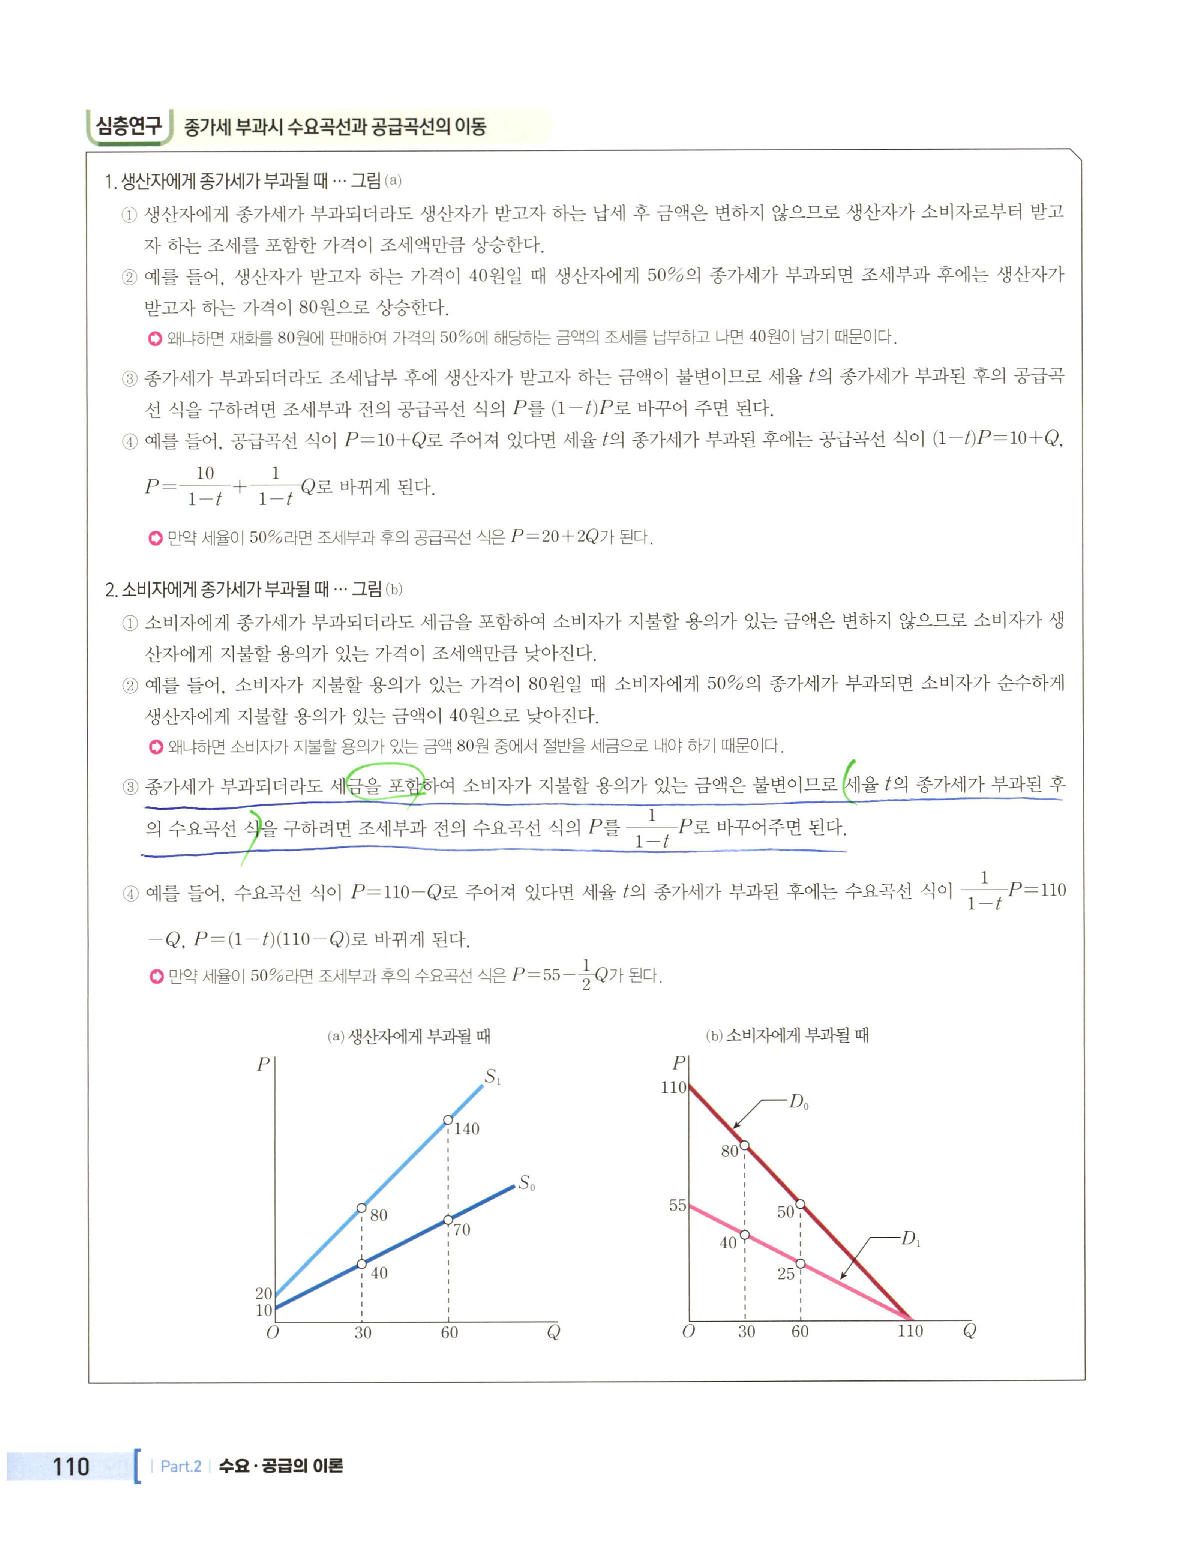 심층연구 종가세 부과시 수요곡선과 공급곡선의 이동
1. 생산자에게 종가세가 부과될 때 … 그림(a)
① 생산자에게 종가세가 부과되더라도 생산자가 받고자 하는 납세 후 금액은 변하지 않으므로 생산자가 소비자로부터 받고
자 하는 조세를 포함한 가격이 조세액만큼 상승한다.
② 예를 들어, 생산자가 받고자 하는 가격이 40원일 때 생산자에게 50%의 종가세가 부과되면 조세부과 후에는 생산자가
받고자 하는 가격이 80원으로 상승한다.
왜냐하면 재화를 80원에 판매하여 가격의 50%에 해당하는 금액의 조세를 납부하고 나면 40원이 남기 때문이다.
③ 종가세가 부과되더라도 조세납부 후에 생산자가 받고자 하는 금액이 불변이므로 세율 t의 종가세가 부과된 후의 공급곡
선 식을 구하려면 조세부과 전의 공급곡선 식의 P를 (1-t)P로 바꾸어 주면 된다.
④ 예를 들어, 공급곡선 식이 P=10+Q로 주어져 있다면 세율 t의 종가세가 부과된 후에는 공급곡선 식이 (1-t)P=10+Q,
P=10/(1-t)+1/(1-t)Q로 바뀌게 된다.
만약 세율이 50%라면 조세부과 후의 공급곡선 식은 P=20+2Q가 된다.
2. 소비자에게 종가세가 부과될 때 … 그림(b)
① 소비자에게 종가세가 부과되더라도 세금을 포함하여 소비자가 지불할 용의가 있는 금액은 변하지 않으므로 소비자가 생
산자에게 지불할 용의가 있는 가격이 조세액만큼 낮아진다.
② 예를 들어, 소비자가 지불할 용의가 있는 가격이 80원일 때 소비자에게 50%의 종가세가 부과되면 소비자가 순수하게
생산자에게 지불할 용의가 있는 금액이 40원으로 낮아진다.
왜냐하면 소비자가 지불할 용의가 있는 금액 80원 중에서 절반을 세금으로 내야 하기 때문이다.
③ 종가세가 부과되더라도 세금을 포함하여 소비자가 지불할 용의가 있는 금액은 불변이므로 세율 t의 종가세가 부과된 후
의 수요곡선 식을 구하려면 조세부과 전의 수요곡선 식의 P를 1/(1-t)P로 바꾸어주면 된다.
④ 예를 들어, 수요곡선 식이 P=110-Q로 주어져 있다면 세율 t의 종가세가 부과된 후에는 수요곡선 식이 1/(1-t)P=110
-Q, P=(1-t)(110-Q)로 바뀌게 된다.
만약 세율이 50%라면 조세부과 후의 수요곡선 식은 P=55-1/2Q가 된다.
(a) 생산자에게 부과될 때
P
S₁
140
S₀
80
70
40
20
10
O 30 60 Q
(b) 소비자에게 부과될 때
P
110
D₀
80
55
50
40
D₁
25
O 30 60 110 Q
110 Part.2 수요·공급의 이론